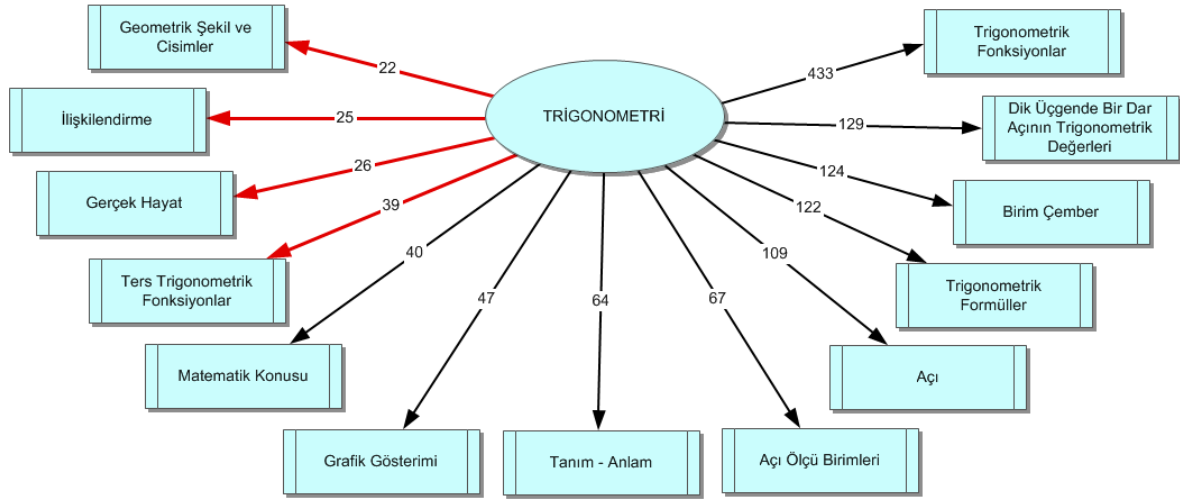 Geometrik Şekil ve
Cisimler
İlişkilendirme
Gerçek Hayat
Ters Trigonometrik
Fonksiyonlar
Matematik Konusu
Grafik Gösterimi
Tanım - Anlam
Açı Ölçü Birimleri
Açı
Trigonometrik
Formüller
Birim Çember
Dik Üçgende Bir Dar
Açının Trigonometrik
Değerleri
Trigonometrik
Fonksiyonlar
TRİGONOMETRİ
22
25
26
39
40
47
64
67
109
122
124
129
433